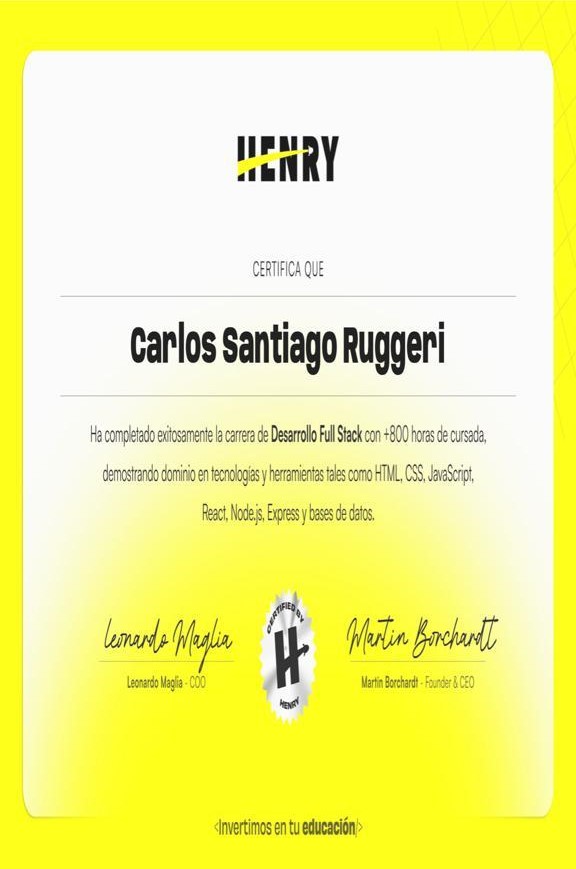 HENRY
CERTIFICA QUE
Carlos Santiago Ruggeri
Ha completado exitosamente la carrera de Desarrollo Full Stack con +800 horas de cursada,
demostrando dominio en tecnologías y herramientas tales como HTML, CSS, JavaScript,
React, Node.js, Express y bases de datos.
Leonardo Maglia
Martin Borchardt
CERTIFIED BY
H
HENRY
Leonardo Maglia - COO
Martin Borchardt - Founder & CEO
<Invertimos en tu educación/>